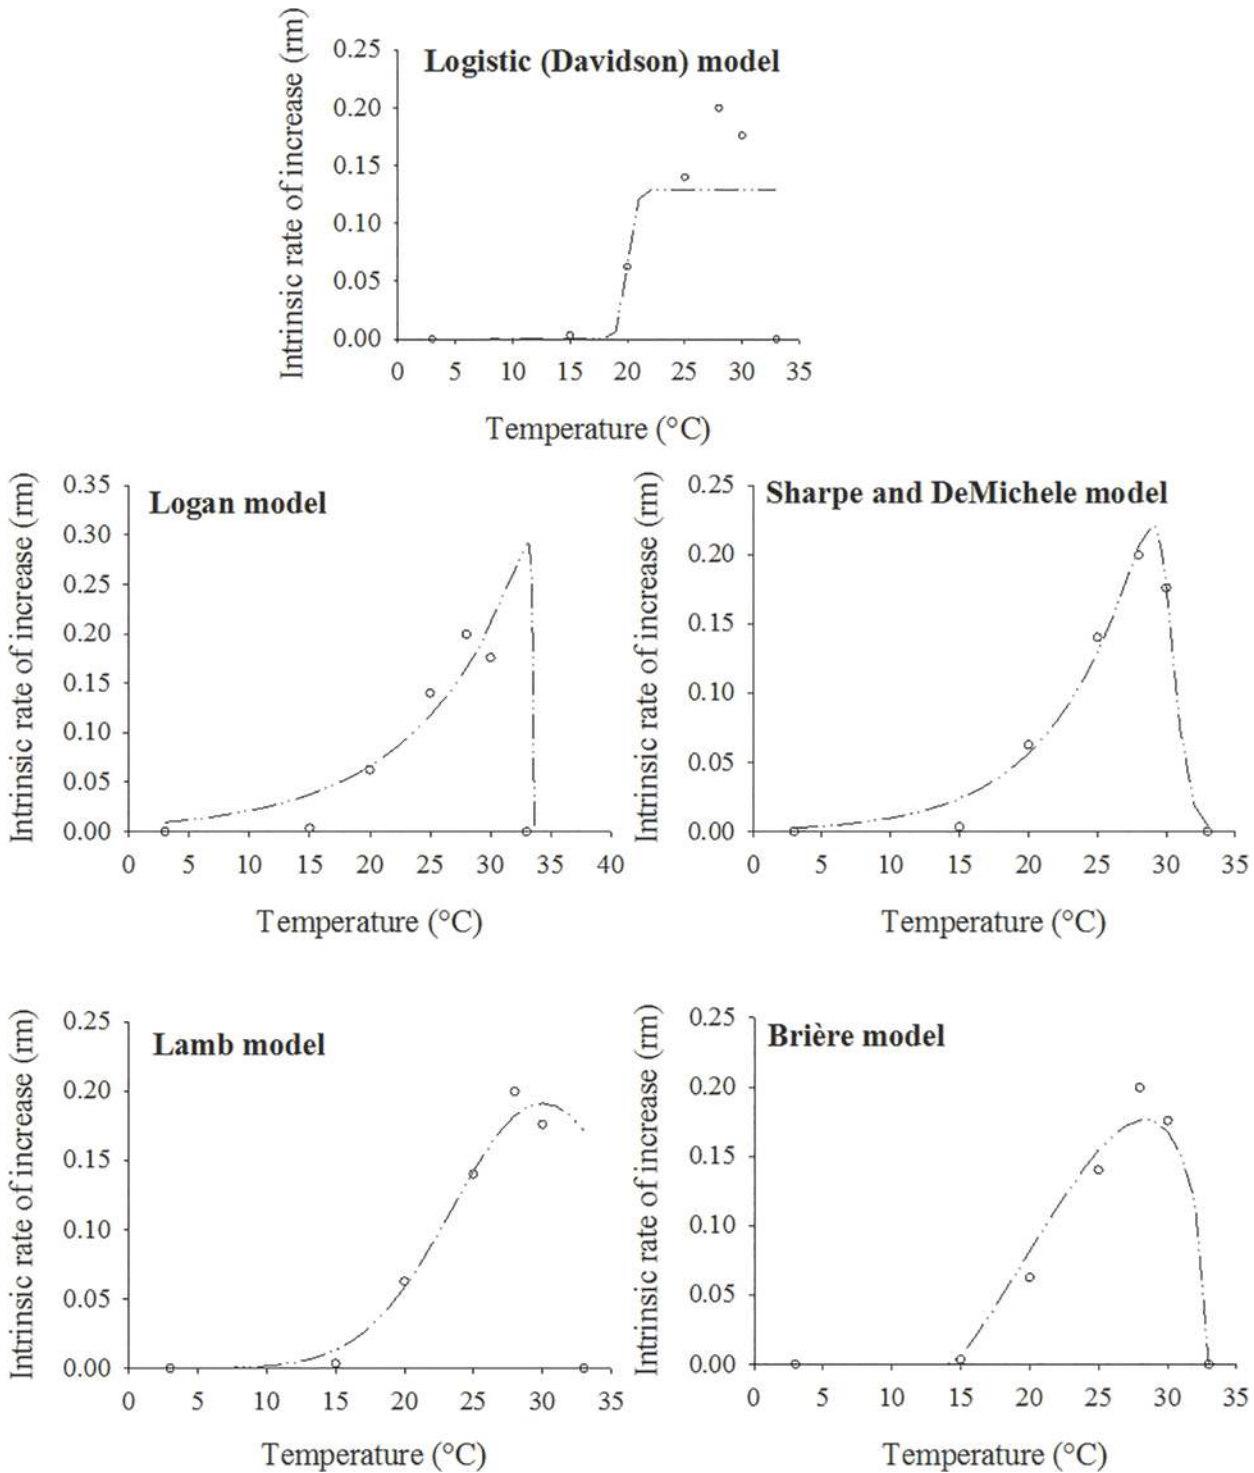 Logistic (Davidson) model
Intrinsic rate of increase (rm)
0.25
0.20
0.15
0.10
0.05
0.00
0 5 10 15 20 25 30 35
Temperature (°C)
Logan model
Intrinsic rate of increase (rm)
0.35
0.30
0.25
0.20
0.15
0.10
0.05
0.00
0 5 10 15 20 25 30 35 40
Temperature (°C)
Sharpe and DeMichele model
Intrinsic rate of increase (rm)
0.25
0.20
0.15
0.10
0.05
0.00
0 5 10 15 20 25 30 35
Temperature (°C)
Lamb model
Intrinsic rate of increase (rm)
0.25
0.20
0.15
0.10
0.05
0.00
0 5 10 15 20 25 30 35
Temperature (°C)
Brière model
Intrinsic rate of increase (rm)
0.25
0.20
0.15
0.10
0.05
0.00
0 5 10 15 20 25 30 35
Temperature (°C)